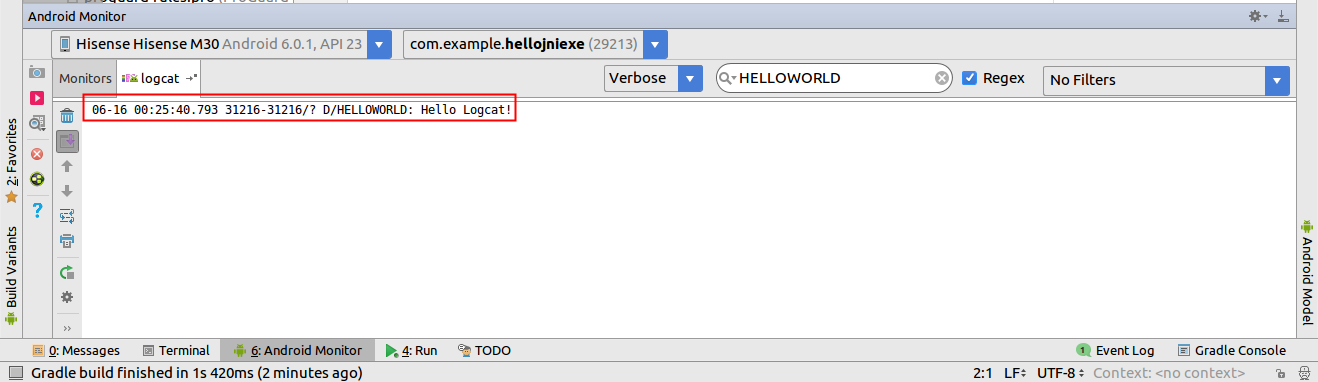 Android Monitor
Hisense Hisense M30 Android 6.0.1, API 23
com.example.hellojniexe (29213)
Monitors
logcat
Verbose
HELLOWORLD
Regex
No Filters
06-16 00:25:40.793 31216-31216/? D/HELLOWORLD: Hello Logcat!
2: Favorites
Build Variants
Android Model
0: Messages
Terminal
6: Android Monitor
4: Run
TODO
1 Event Log
Gradle Console
Gradle build finished in 1s 420ms (2 minutes ago)
2:1
LF
UTF-8
Context: <no context>